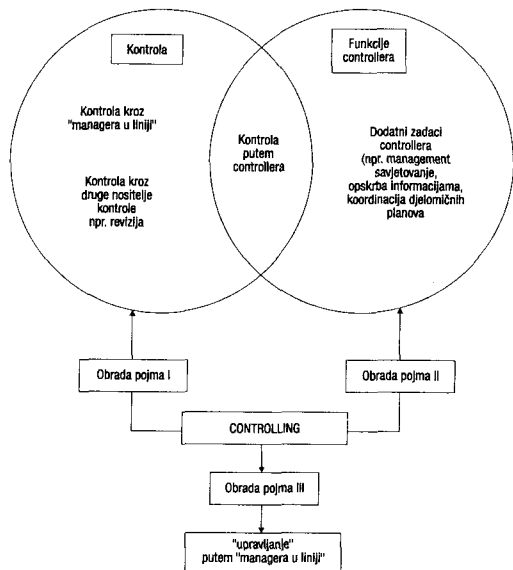 Kontrola
Funkcije
controllera
Kontrola kroz
"managera u liniji"
Kontrola kroz
druge nositelje
kontrole
npr. revizija
Kontrola
putem
controllera
Dodatni zadaci
controllera
(npr. management
savjetovanje,
opskrba informacijama,
koordinacija djelomičnih
planova
Obrada pojma I
Obrada pojma II
CONTROLLING
Obrada pojma III
"upravljanje"
putem "managera u liniji"